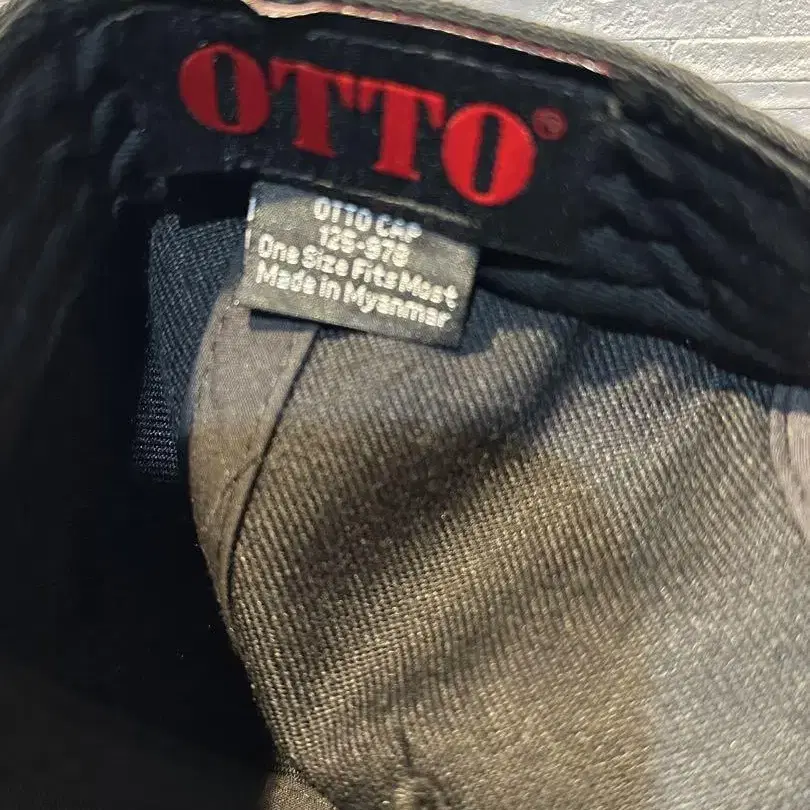 OTTO®
OTTO CAP
125-978
One Size Fits Most
Made in Myanmar